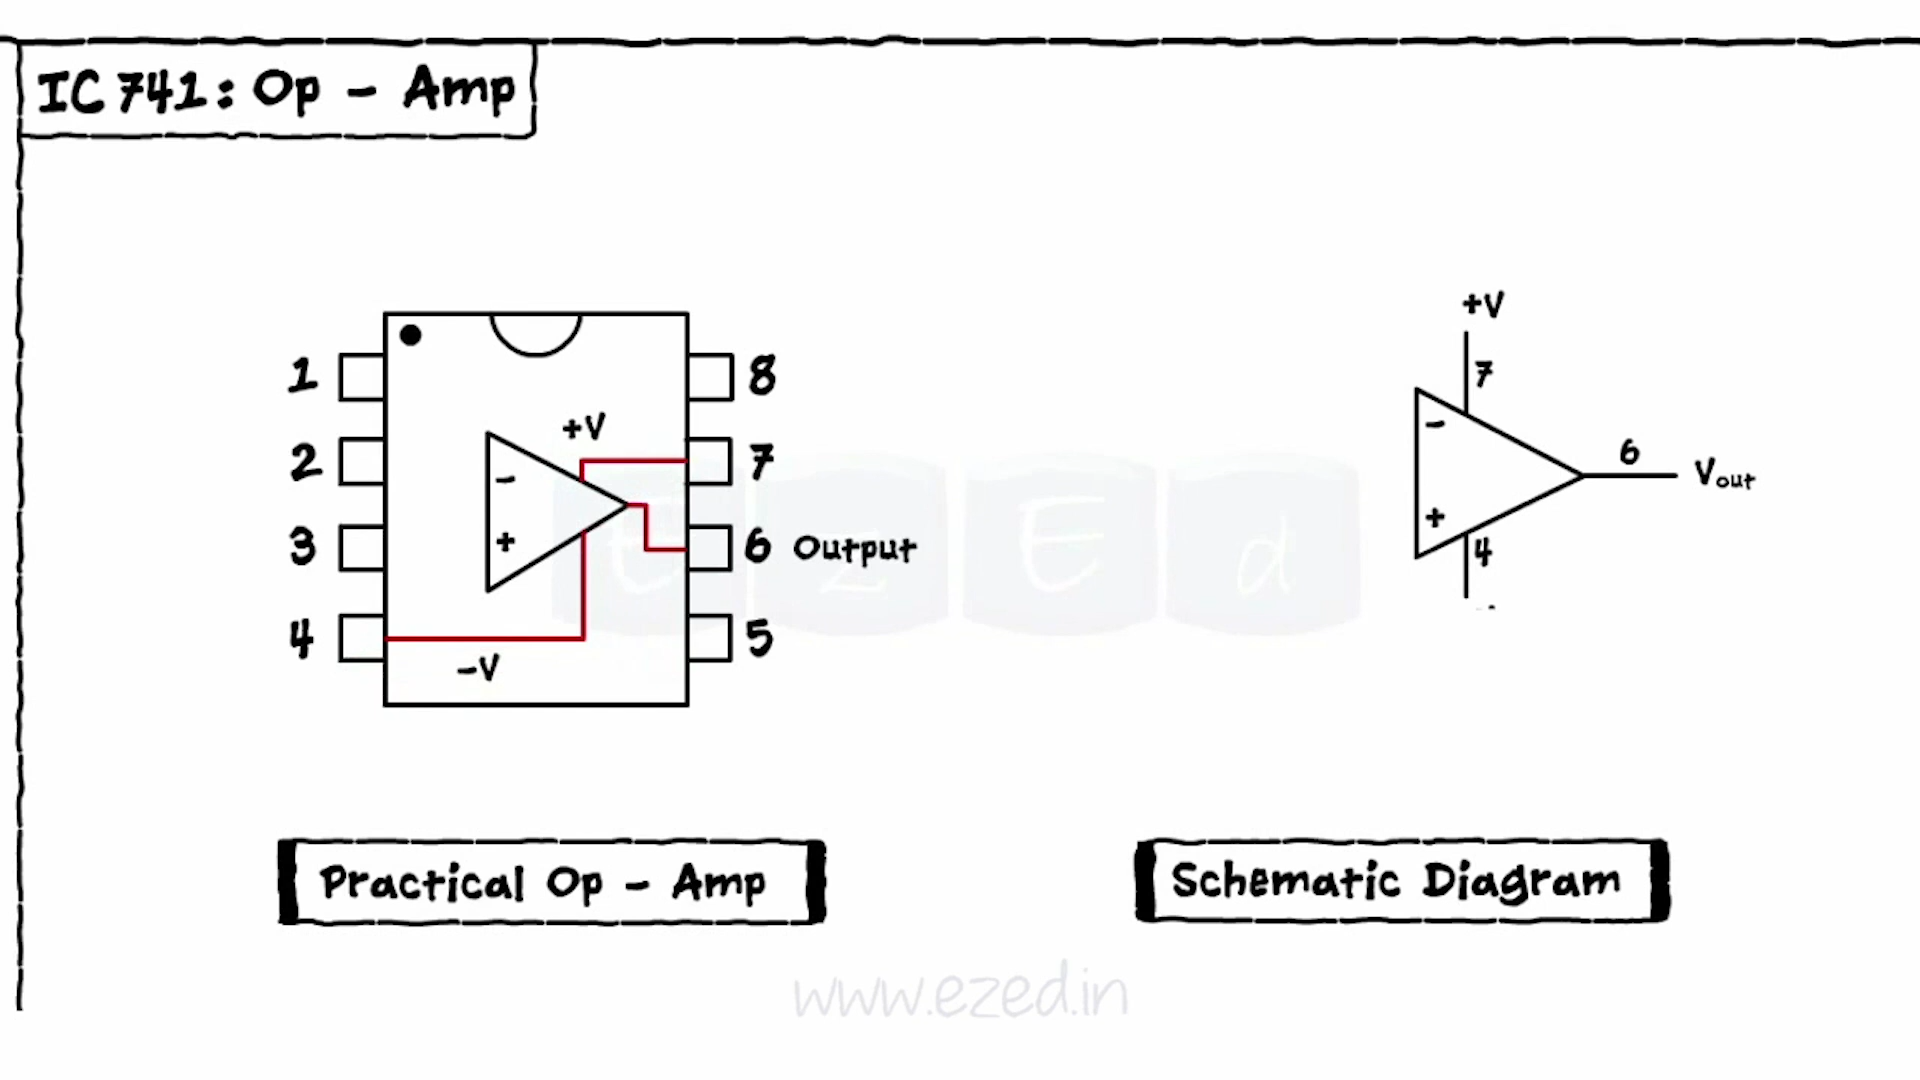 IC 741: Op - Amp
+V
7
-
+
4
6
Vout
1
2
3
4
8
7
6 Output
5
+V
-
+
-V
Practical Op - Amp
Schematic Diagram
EzEd
www.ezed.in